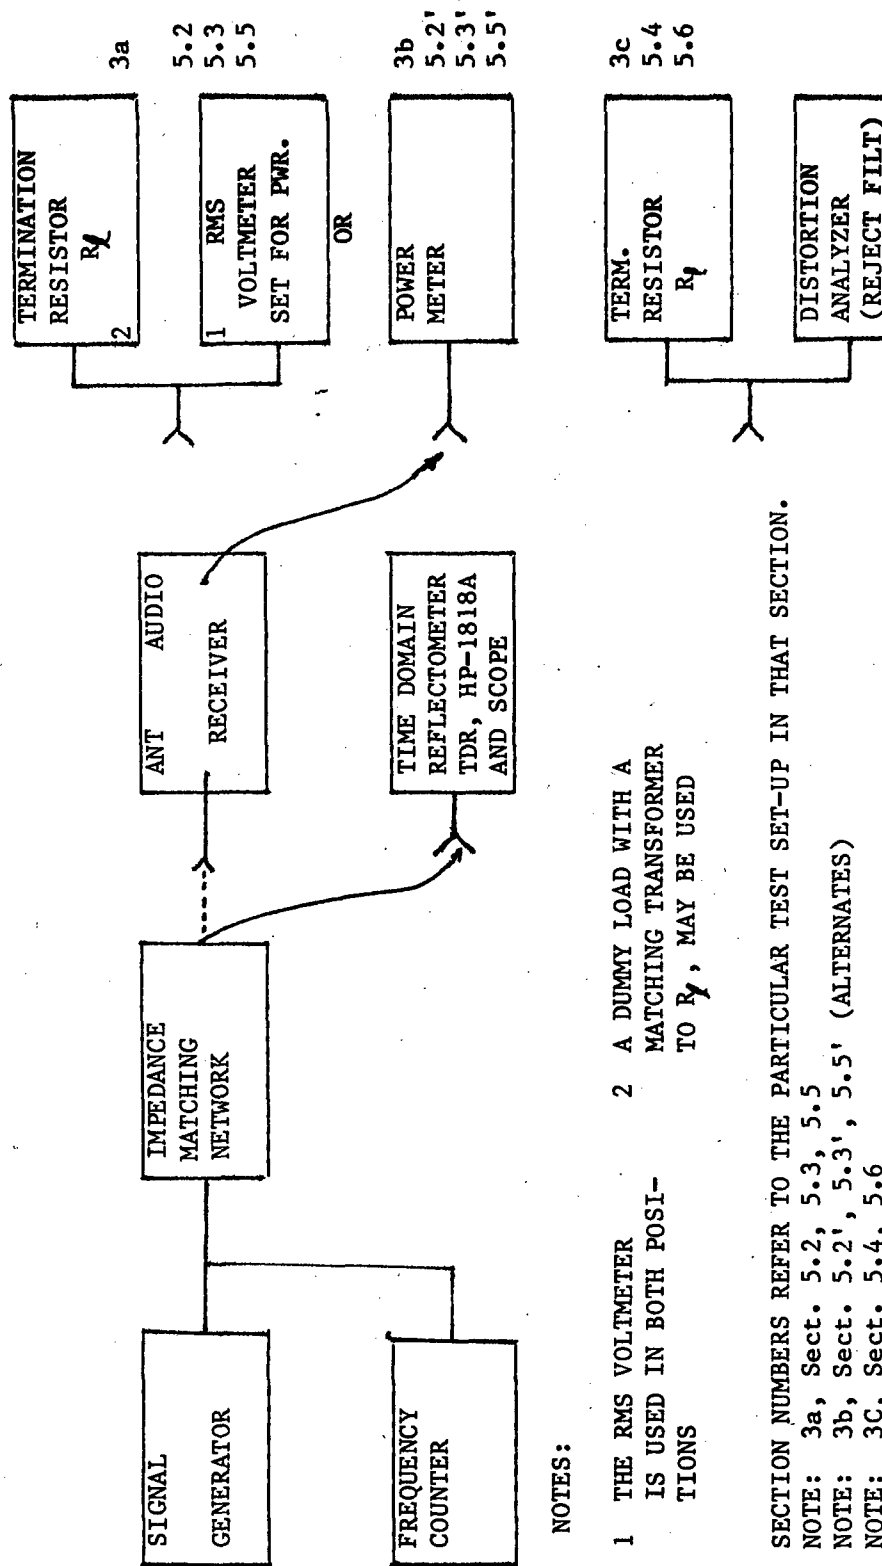 SIGNAL
GENERATOR
FREQUENCY
COUNTER
IMPEDANCE
MATCHING
NETWORK
ANT AUDIO
RECEIVER
TIME DOMAIN
REFLECTOMETER
TDR, HP-1818A
AND SCOPE
TERMINATION
RESISTOR
Rℓ
2
3a
1 RMS
VOLTMETER
SET FOR PWR.
5.2
5.3
5.5
OR
POWER
METER
3b
5.2'
5.3'
5.5'
TERM.
RESISTOR
Rℓ
3c
5.4
5.6
DISTORTION
ANALYZER
(REJECT FILT)
NOTES:
1 THE RMS VOLTMETER
IS USED IN BOTH POSI-
TIONS
2 A DUMMY LOAD WITH A
MATCHING TRANSFORMER
TO Rℓ, MAY BE USED
SECTION NUMBERS REFER TO THE PARTICULAR TEST SET-UP IN THAT SECTION.
NOTE: 3a, Sect. 5.2, 5.3, 5.5
NOTE: 3b, Sect. 5.2', 5.3', 5.5' (ALTERNATES)
NOTE: 3C, Sect. 5.4, 5.6